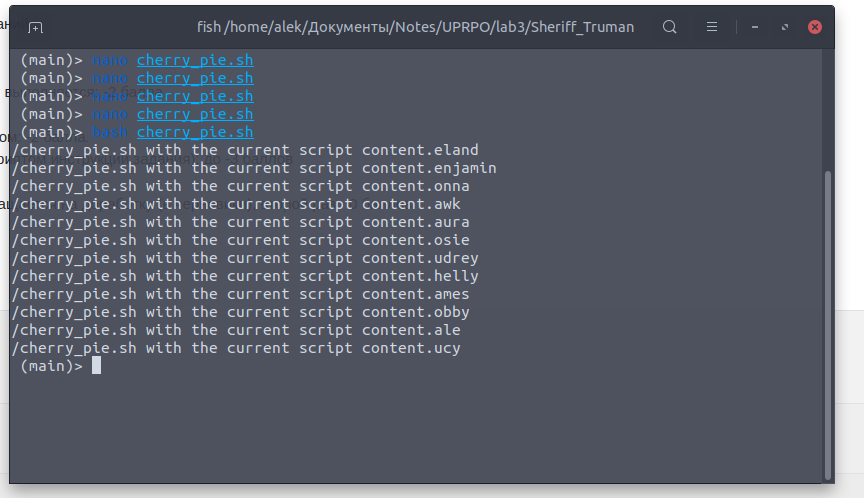 fish /home/alek/Документы/Notes/UPRPO/lab3/Sheriff_Truman
(main)> nano cherry_pie.sh
(main)> nano cherry_pie.sh
(main)> nano cherry_pie.sh
(main)> nano cherry_pie.sh
(main)> bash cherry_pie.sh
/cherry_pie.sh with the current script content.eland
/cherry_pie.sh with the current script content.enjamin
/cherry_pie.sh with the current script content.onna
/cherry_pie.sh with the current script content.awk
/cherry_pie.sh with the current script content.aura
/cherry_pie.sh with the current script content.osie
/cherry_pie.sh with the current script content.udrey
/cherry_pie.sh with the current script content.helly
/cherry_pie.sh with the current script content.ames
/cherry_pie.sh with the current script content.obby
/cherry_pie.sh with the current script content.ale
/cherry_pie.sh with the current script content.ucy
(main)>